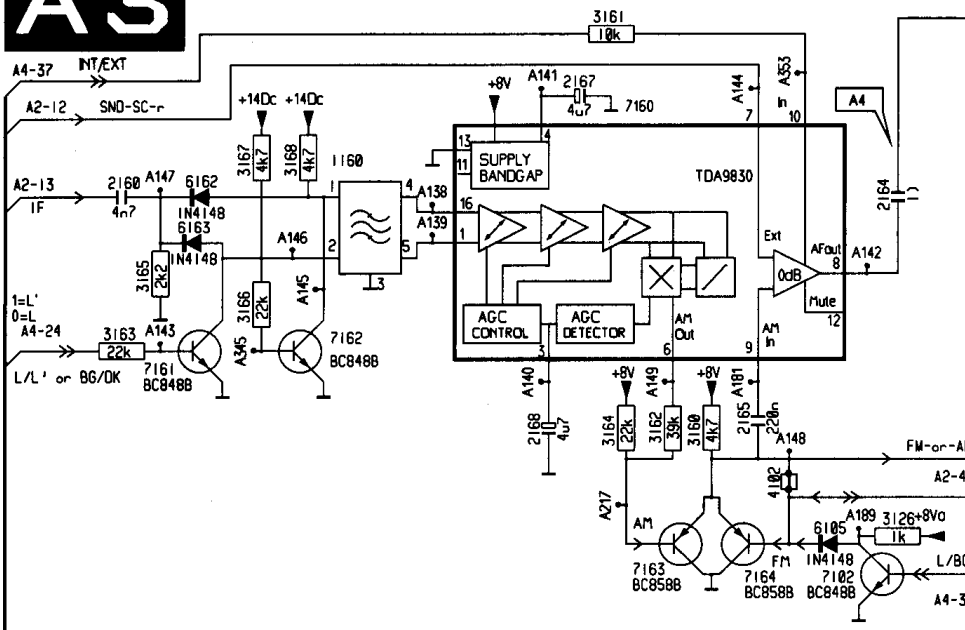 AS
3161
10k
INT/EXT
A4-37
A2-12
SND-SC-r
+14Dc
+14Dc
+8V
A141
2167
4u7
7160
A144
A353
In
7
10
A4
3167
4k7
3168
4k7
1160
13
11
4
SUPPLY
BANDGAP
TDA9830
2164
A2-13
IF
2160
4n7
A147
6162
1N4148
6163
1N4148
A146
1
2
3
4
5
A138
A139
16
1
Ext
0dB
AFout
8
A142
3165
2k2
3166
22k
A145
1=L'
0=L
A4-24
3163
22k
A143
7161
BC848B
A345
7162
BC848B
L/L' or BG/DK
AGC
CONTROL
AGC
DETECTOR
AM
Out
AM
In
Mute
12
3
6
9
A140
+8V
A149
+8V
A181
2168
4u7
3164
22k
3162
39k
3160
4k7
2165
220n
A148
FM-or-A
A2-4
4102
A217
AM
7163
BC858B
FM
7164
BC858B
6105
1N4148
A189
3126
+8Va
1k
7102
BC848B
L/B
A4-3